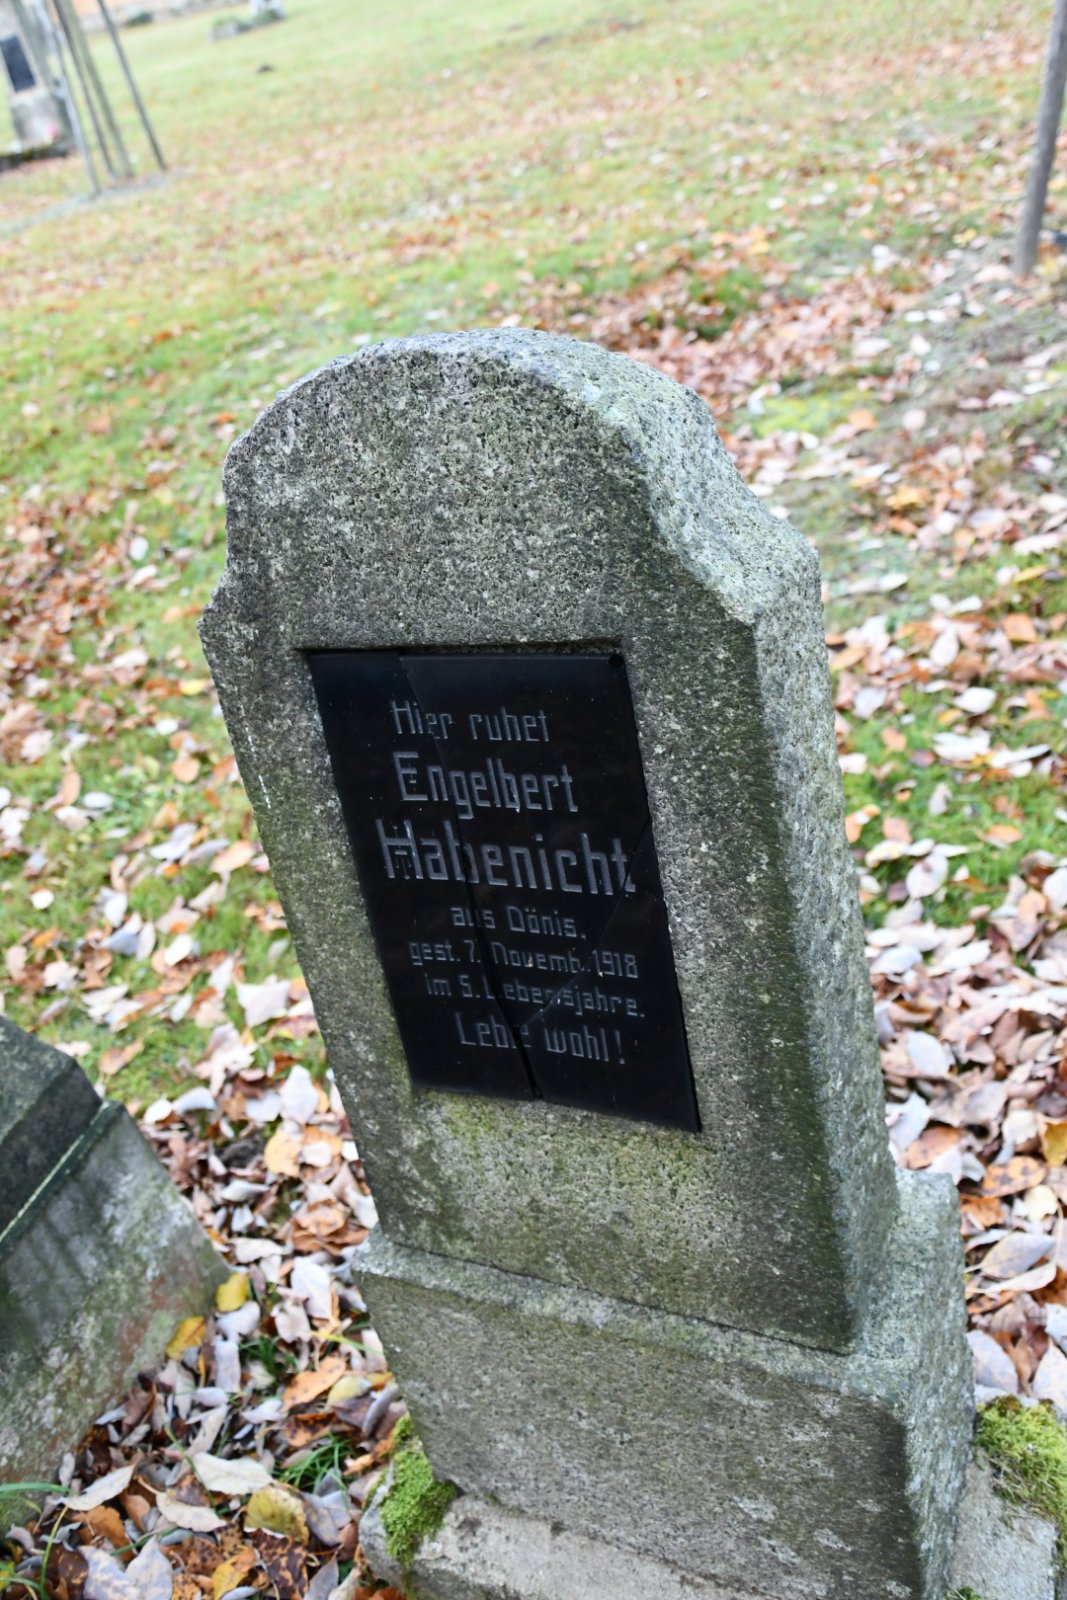 Hier ruhet
Engelbert
Habenicht
aus Dönis.
gest. 7. Novemb. 1918
im 5. Lebensjahre.
Lebe wohl!